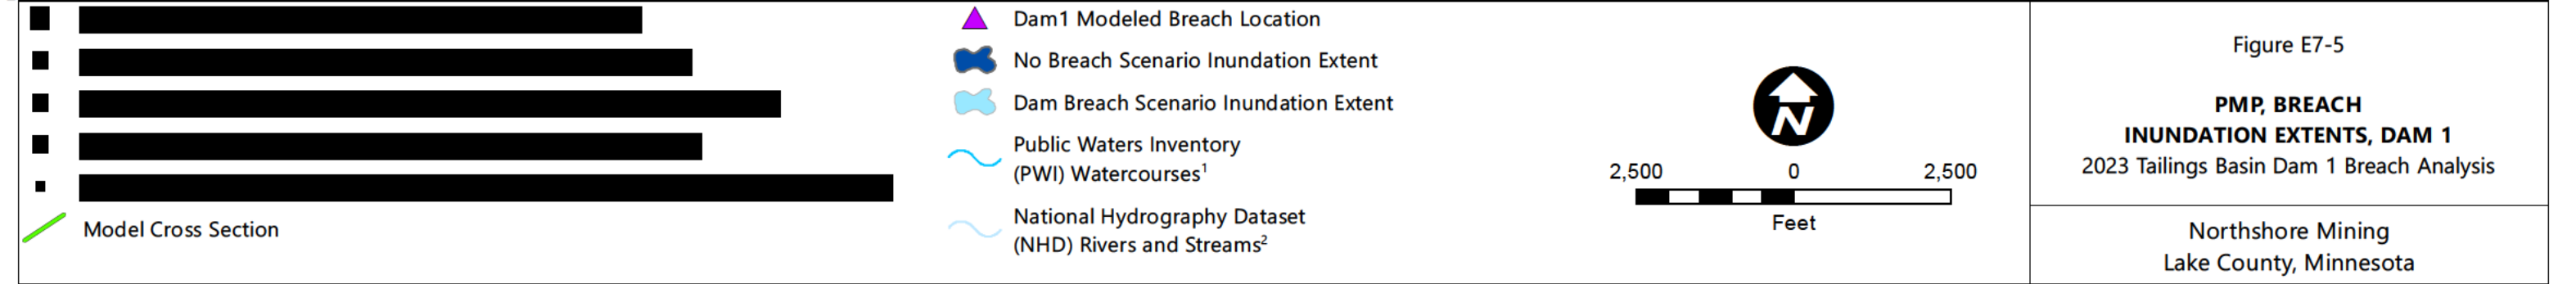 Model Cross Section
Dam1 Modeled Breach Location
No Breach Scenario Inundation Extent
Dam Breach Scenario Inundation Extent
Public Waters Inventory
(PWI) Watercourses¹
National Hydrography Dataset
(NHD) Rivers and Streams²
N
2,500 0 2,500
Feet
Figure E7-5
PMP, BREACH
INUNDATION EXTENTS, DAM 1
2023 Tailings Basin Dam 1 Breach Analysis
Northshore Mining
Lake County, Minnesota